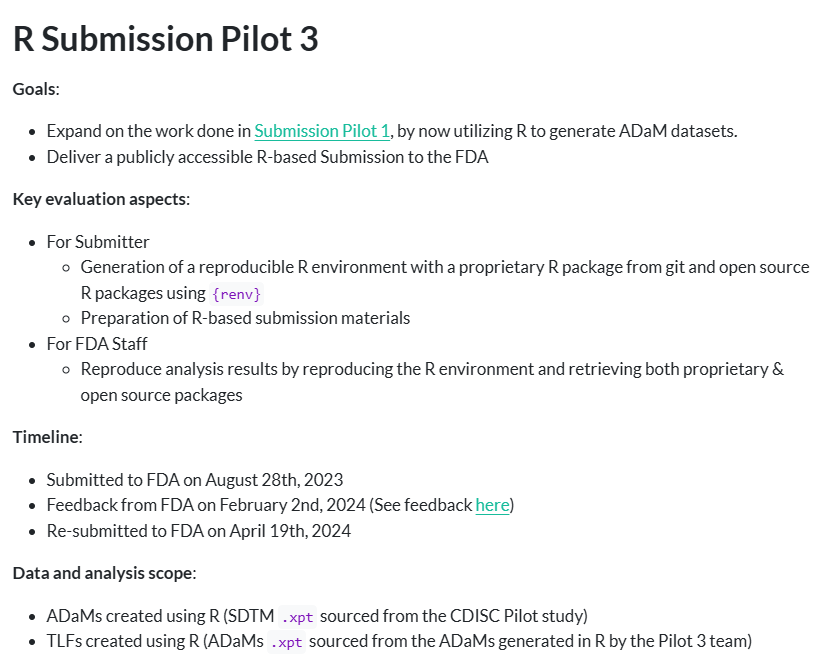 R Submission Pilot 3
Goals:
• Expand on the work done in Submission Pilot 1, by now utilizing R to generate ADaM datasets.
• Deliver a publicly accessible R-based Submission to the FDA
Key evaluation aspects:
• For Submitter
○ Generation of a reproducible R environment with a proprietary R package from git and open source
R packages using {renv}
○ Preparation of R-based submission materials
• For FDA Staff
○ Reproduce analysis results by reproducing the R environment and retrieving both proprietary &
open source packages
Timeline:
• Submitted to FDA on August 28th, 2023
• Feedback from FDA on February 2nd, 2024 (See feedback here)
• Re-submitted to FDA on April 19th, 2024
Data and analysis scope:
• ADaMs created using R (SDTM .xpt sourced from the CDISC Pilot study)
• TLFs created using R (ADaMs .xpt sourced from the ADaMs generated in R by the Pilot 3 team)